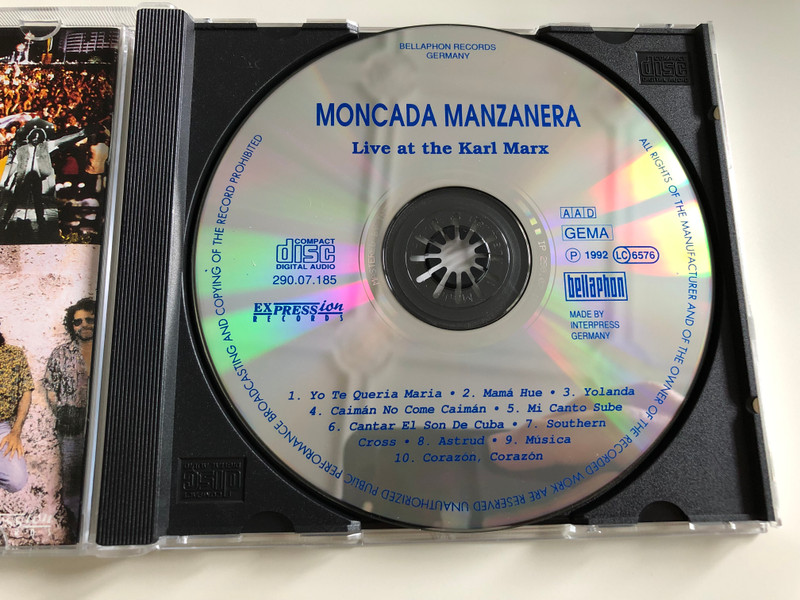 BELLAPHON RECORDS
GERMANY
MONCADA MANZANERA
Live at the Karl Marx
ALL RIGHTS OF THE MANUFACTURER AND OF THE OWNER OF THE RECORDED WORK ARE RESERVED UNAUTHORIZED PUBLIC PERFORMANCE BROADCASTING AND COPYING OF THE RECORD PROHIBITED
COMPACT
disc
DIGITAL AUDIO
290.07.185
EXPRESSion
RECORDS
AAD
GEMA
P 1992 LC 6576
bellaphon
MADE BY
INTERPRESS
GERMANY
1. Yo Te Queria Maria • 2. Mamá Hue • 3. Yolanda
4. Caimán No Come Caimán • 5. Mi Canto Sube
6. Cantar El Son De Cuba • 7. Southern
Cross • 8. Astrud • 9. Música
10. Corazón, Corazón
disc